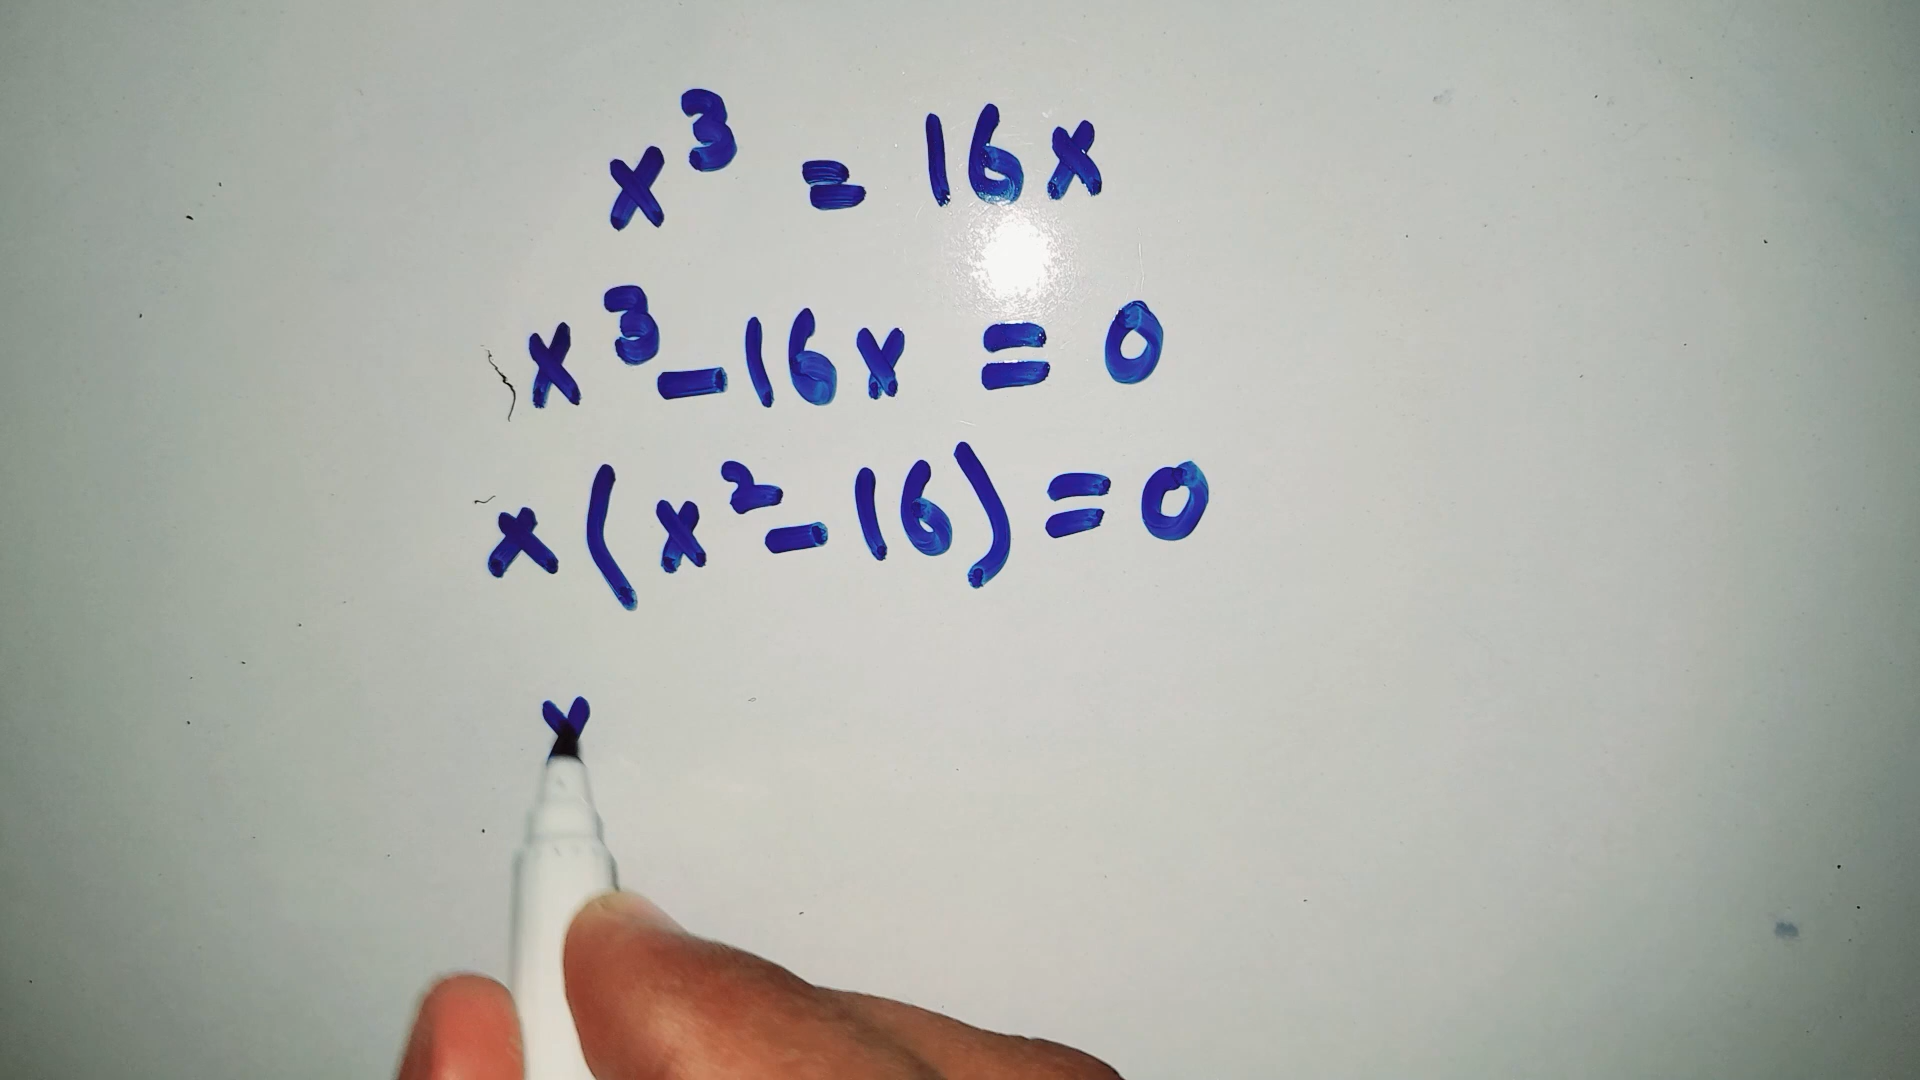 x³ = 16x
x³ - 16x = 0
x(x² - 16) = 0
x